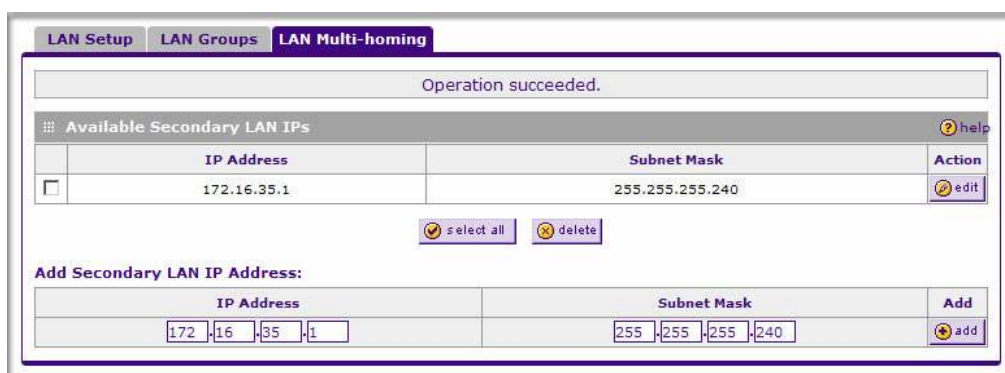 LAN Setup LAN Groups LAN Multi-homing
Operation succeeded.
Available Secondary LAN IPs help
IP Address Subnet Mask Action
172.16.35.1 255.255.255.240 edit
select all delete
Add Secondary LAN IP Address:
IP Address Subnet Mask Add
172 .16 .35 .1 255 .255 .255 .240 add